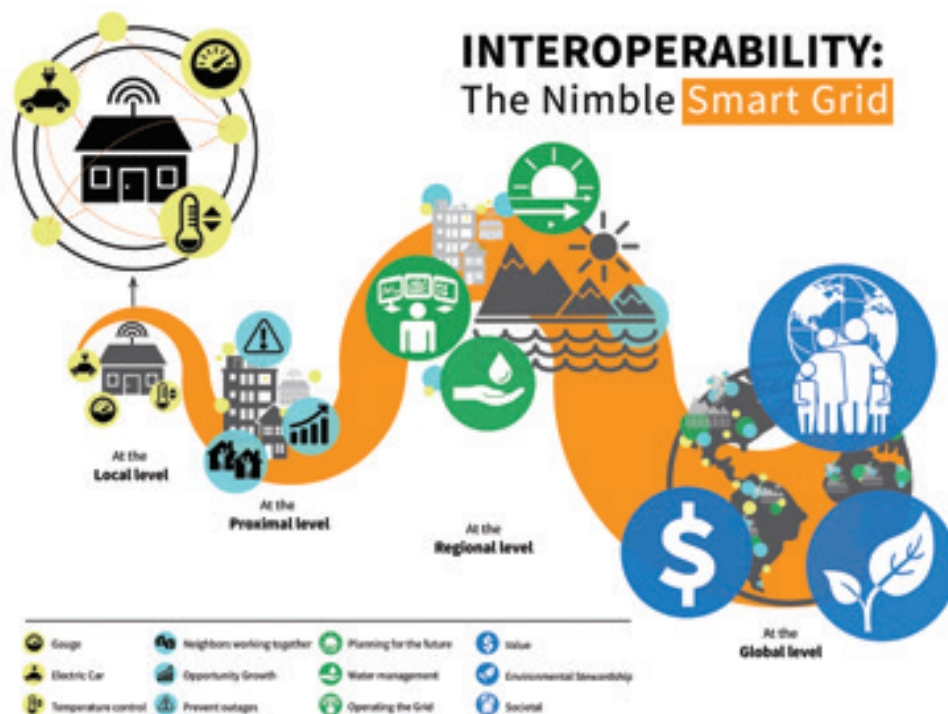 INTEROPERABILITY:
The Nimble Smart Grid
At the
Local level
At the
Proximal level
At the
Regional level
At the
Global level
Gauge
Electric Car
Temperature control
Neighbors working together
Opportunity Growth
Prevent outages
Planning for the future
Water management
Operating the Grid
$ Value
Environmental Stewardship
Societal
$